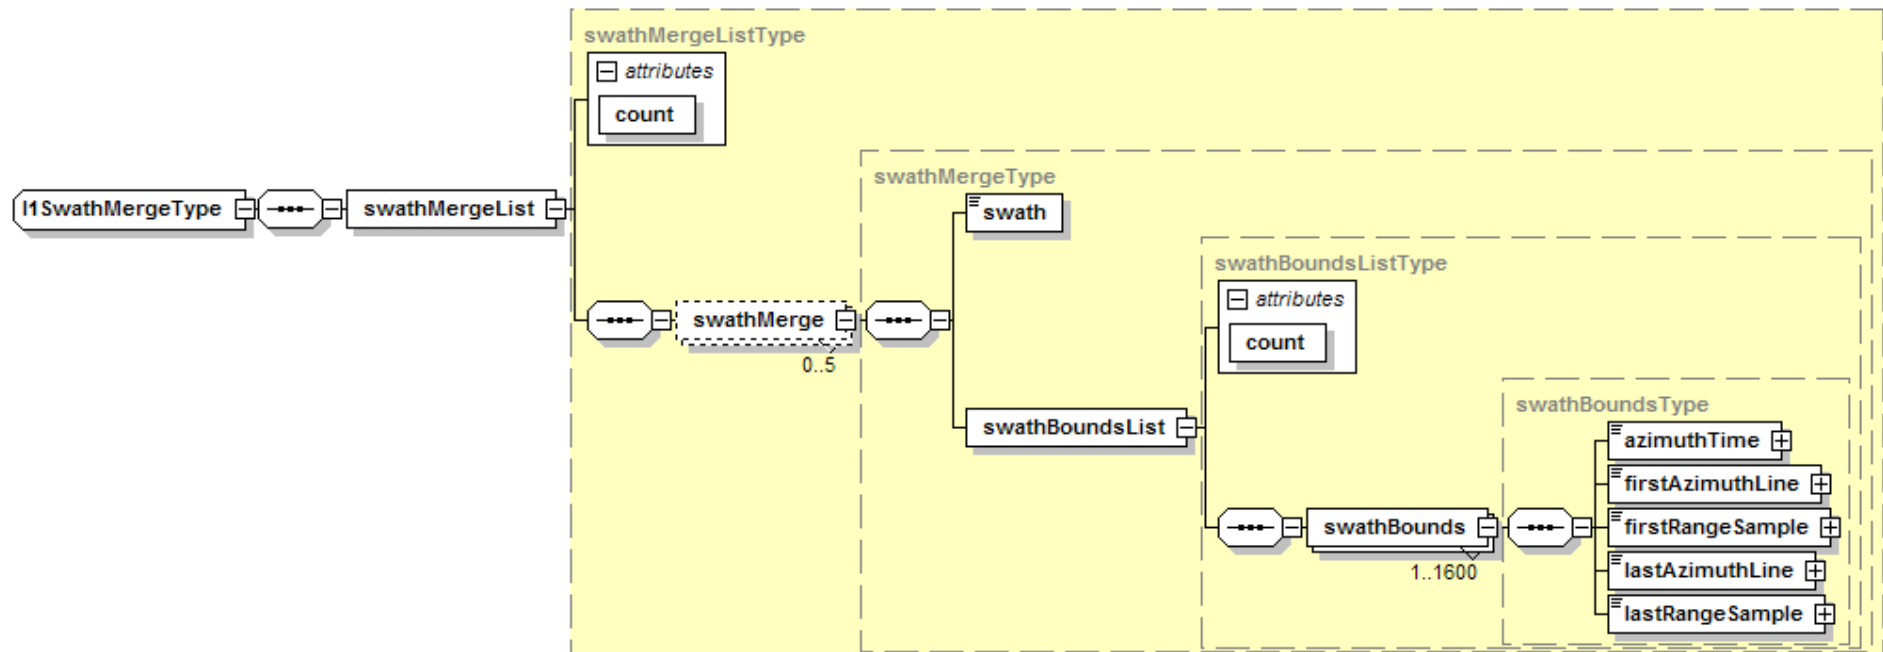 swathMergeListType
attributes
count
swathMergeType
l1SwathMergeType
swathMergeList
swath
swathBoundsListType
attributes
count
swathMerge
0..5
swathBoundsType
swathBoundsList
azimuthTime
firstAzimuthLine
swathBounds
firstRangeSample
1..1600
lastAzimuthLine
lastRangeSample